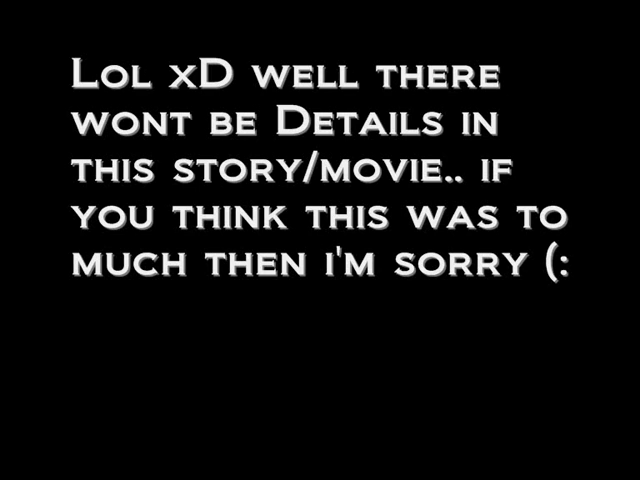 Lol xD well there
wont be Details in
this story/movie.. if
you think this was to
much then i'm sorry (: